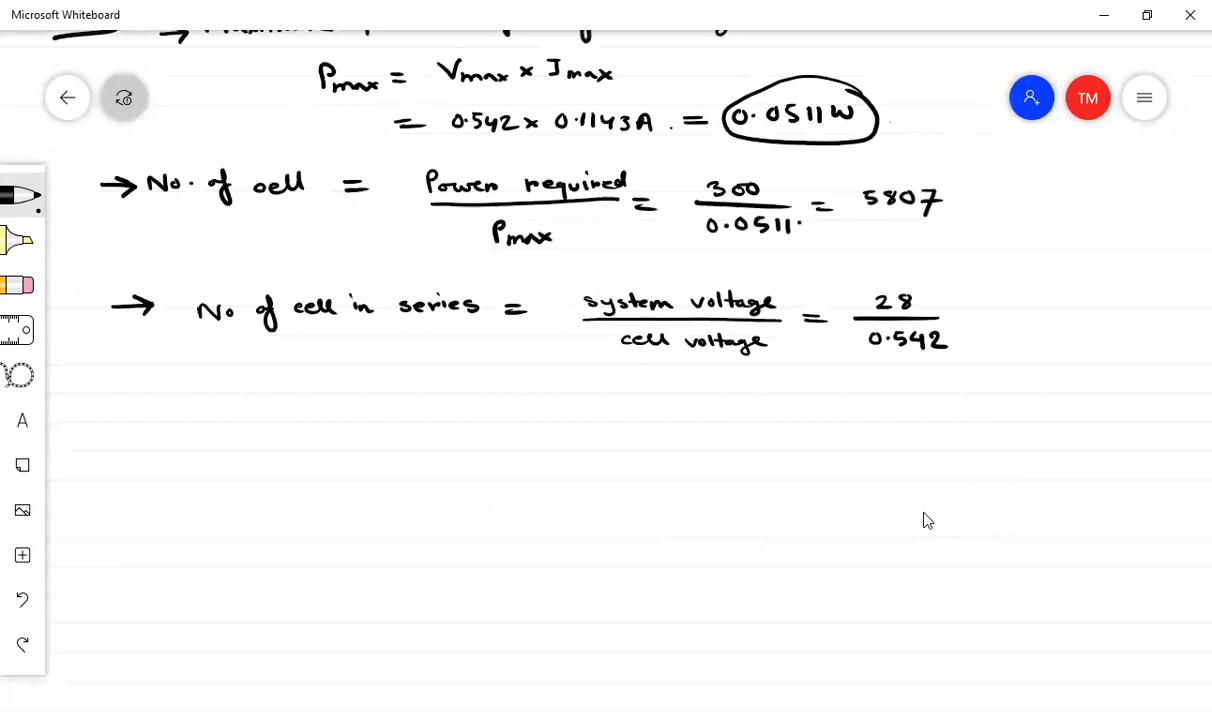 Microsoft Whiteboard
Pmax = Vmax × Imax
= 0.542 × 0.1143A . = 0.0511W
TM
→ No. of cell = Power required / Pmax = 300 / 0.0511. = 5807
→ No of cell in series = system voltage / cell voltage = 28 / 0.542
A